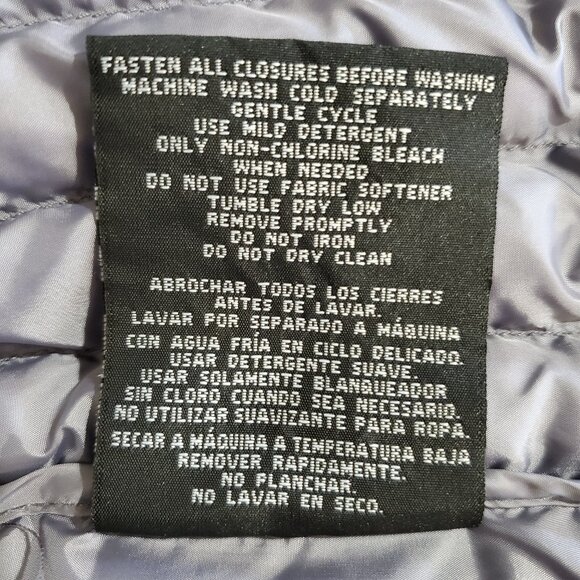 FASTEN ALL CLOSURES BEFORE WASHING
MACHINE WASH COLD SEPARATELY
GENTLE CYCLE
USE MILD DETERGENT
ONLY NON-CHLORINE BLEACH
WHEN NEEDED
DO NOT USE FABRIC SOFTENER
TUMBLE DRY LOW
REMOVE PROMPTLY
DO NOT IRON
DO NOT DRY CLEAN
ABROCHAR TODOS LOS CIERRES
ANTES DE LAVAR.
LAVAR POR SEPARADO A MÁQUINA
CON AGUA FRÍA EN CICLO DELICADO.
USAR DETERGENTE SUAVE.
USAR SOLAMENTE BLANQUEADOR
SIN CLORO CUANDO SEA NECESARIO.
NO UTILIZAR SUAVIZANTE PARA ROPA.
SECAR A MÁQUINA A TEMPERATURA BAJA
REMOVER RAPIDAMENTE.
NO PLANCHAR.
NO LAVAR EN SECO.